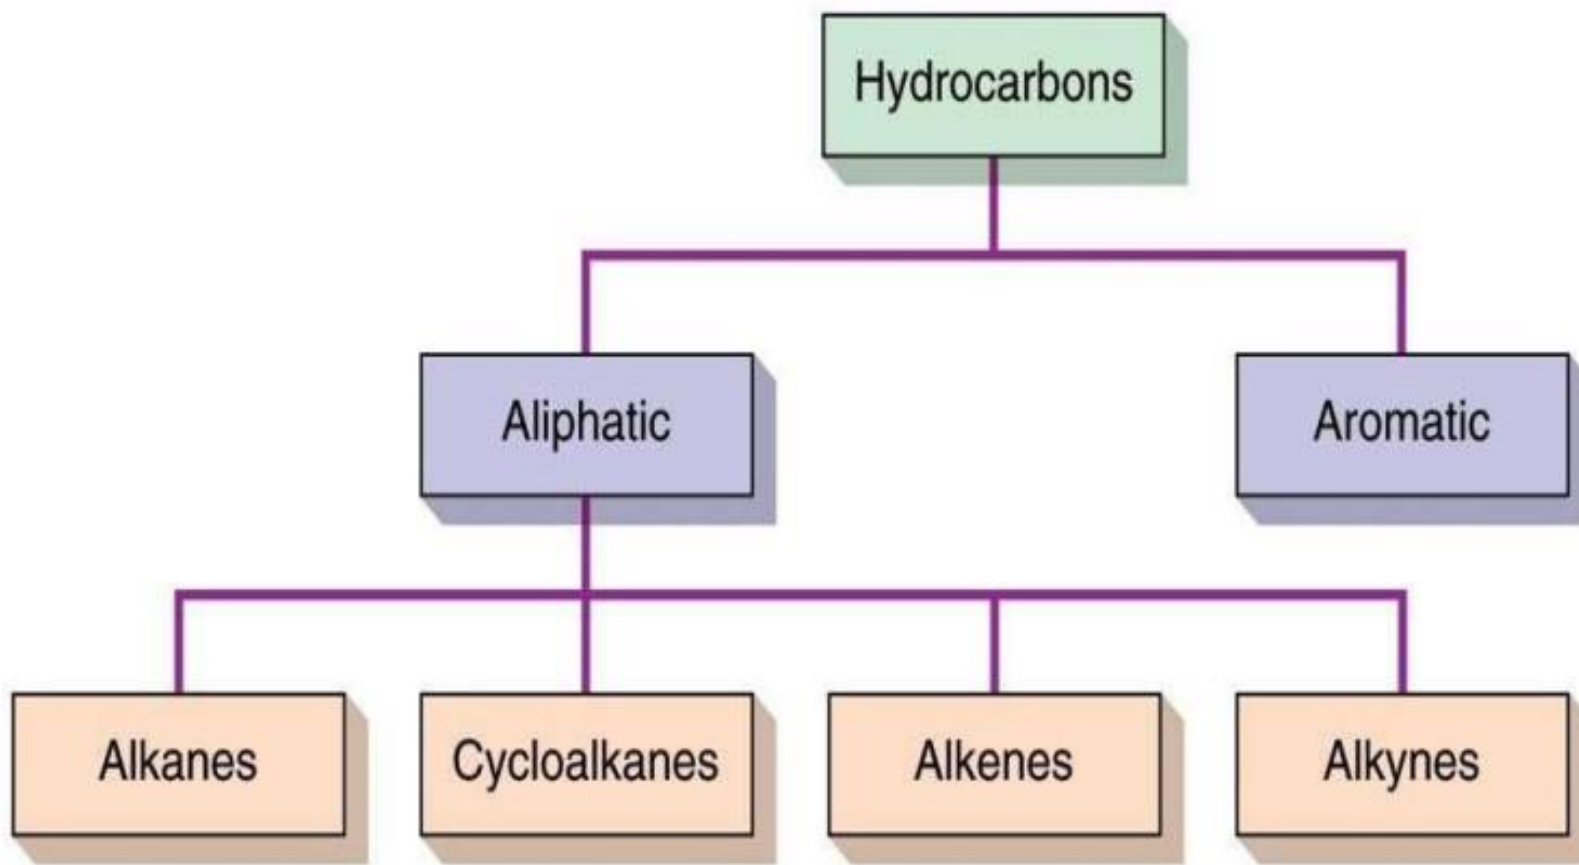 Hydrocarbons
Aliphatic
Aromatic
Alkanes
Cycloalkanes
Alkenes
Alkynes